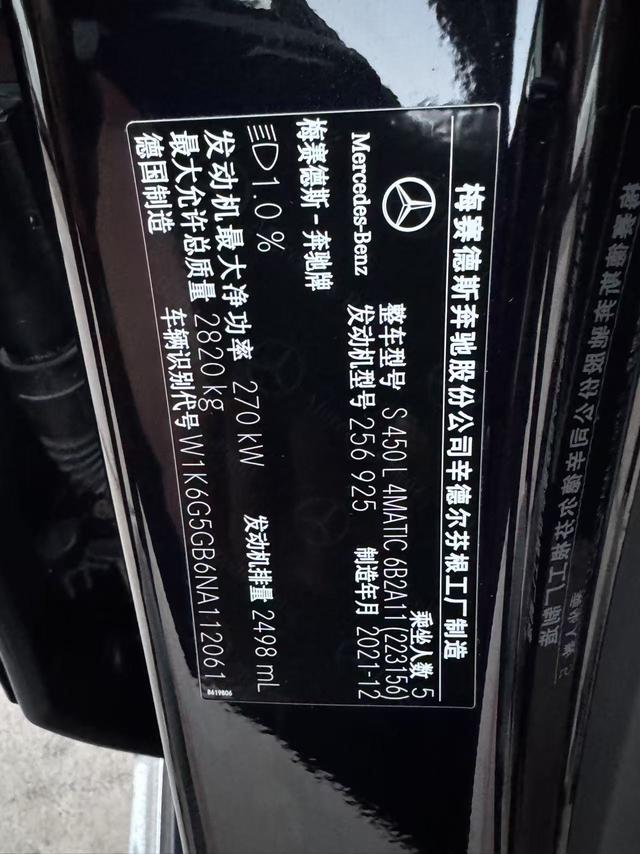 梅赛德斯奔驰股份公司辛德尔芬根工厂制造
Mercedes-Benz
整车型号 S 450 L 4MATIC 6B2A11 (223156)
乘坐人数 5
发动机型号 256 925
制造年月 2021-12
梅赛德斯-奔驰牌
1.0 %
发动机最大净功率 270 kW
发动机排量 2498 mL
最大允许总质量 2820 kg
德国制造
车辆识别代号 W1K6G5GB6NA112061
8619806